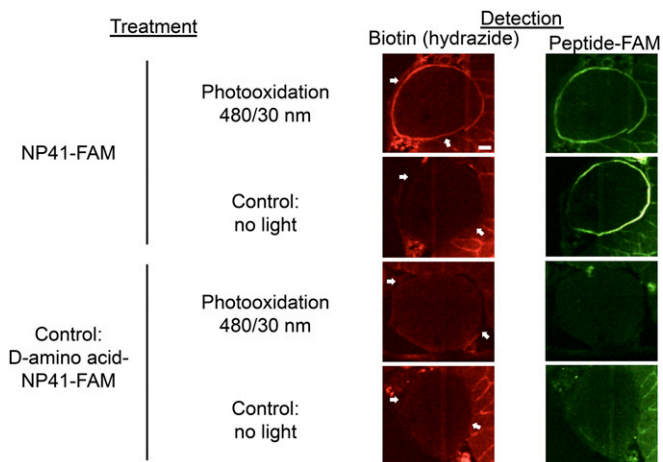 Treatment
Detection
Biotin (hydrazide)
Peptide-FAM
NP41-FAM
Photooxidation
480/30 nm
Control:
no light
Control:
D-amino acid-
NP41-FAM
Photooxidation
480/30 nm
Control:
no light